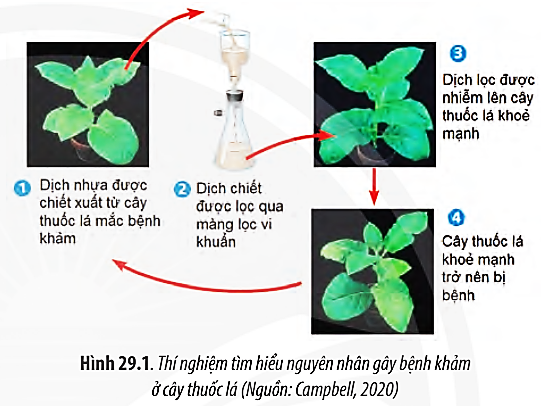 1 Dịch nhựa được
chiết xuất từ cây
thuốc lá mắc bệnh
khảm
2 Dịch chiết
được lọc qua
màng lọc vi
khuẩn
3
Dịch lọc được
nhiễm lên cây
thuốc lá khoẻ
mạnh
4
Cây thuốc lá
khoẻ mạnh
trở nên bị
bệnh
Hình 29.1. Thí nghiệm tìm hiểu nguyên nhân gây bệnh khảm
ở cây thuốc lá (Nguồn: Campbell, 2020)